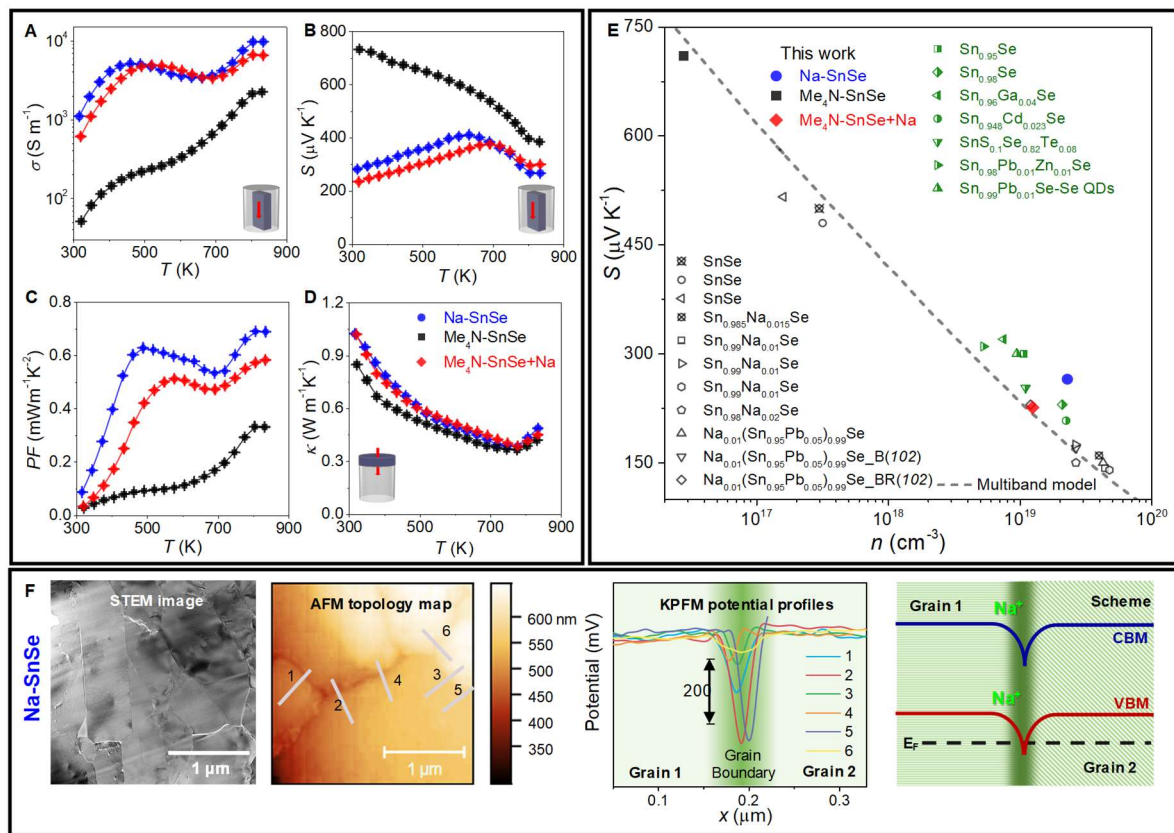 A
10⁴
10³
10²
σ (S m⁻¹)
300 500 700 900
T (K)
B
800
600
400
200
0
S (μV K⁻¹)
300 500 700 900
T (K)
C
0.8
0.6
0.4
0.2
0.0
PF (mWm⁻¹K⁻²)
300 500 700 900
T (K)
D
1.2
0.9
0.6
0.3
0.0
κ (W m⁻¹K⁻¹)
Na-SnSe
Me₄N-SnSe
Me₄N-SnSe+Na
300 500 700 900
T (K)
E
750
600
450
300
150
S (μV K⁻¹)
This work
Na-SnSe
Me₄N-SnSe
Me₄N-SnSe+Na
Sn₀.₉₅Se
Sn₀.₉₈Se
Sn₀.₉₆Ga₀.₀₄Se
Sn₀.₉₄₈Cd₀.₀₂₃Se
SnS₀.₁Se₀.₈₂Te₀.₀₈
Sn₀.₉₈Pb₀.₀₁Zn₀.₀₁Se
Sn₀.₉₉Pb₀.₀₁Se-Se QDs
SnSe
SnSe
SnSe
Sn₀.₉₈₅Na₀.₀₁₅Se
Sn₀.₉₉Na₀.₀₁Se
Sn₀.₉₉Na₀.₀₁Se
Sn₀.₉₉Na₀.₀₁Se
Sn₀.₉₈Na₀.₀₂Se
Na₀.₀₁(Sn₀.₉₅Pb₀.₀₅)₀.₉₉Se
Na₀.₀₁(Sn₀.₉₅Pb₀.₀₅)₀.₉₉Se_B(102)
Na₀.₀₁(Sn₀.₉₅Pb₀.₀₅)₀.₉₉Se_BR(102)
Multiband model
10¹⁷ 10¹⁸ 10¹⁹ 10²⁰
n (cm⁻³)
F
Na-SnSe
STEM image
1 μm
AFM topology map
1
2
4
6
3
5
1 μm
600 nm
550
500
450
400
350
KPFM potential profiles
Potential (mV)
200
1
2
3
4
5
6
Grain 1
Grain
Boundary
Grain 2
0.1 0.2 0.3
x (μm)
Grain 1
Na⁺
Scheme
CBM
Na⁺
VBM
E_F
Grain 2